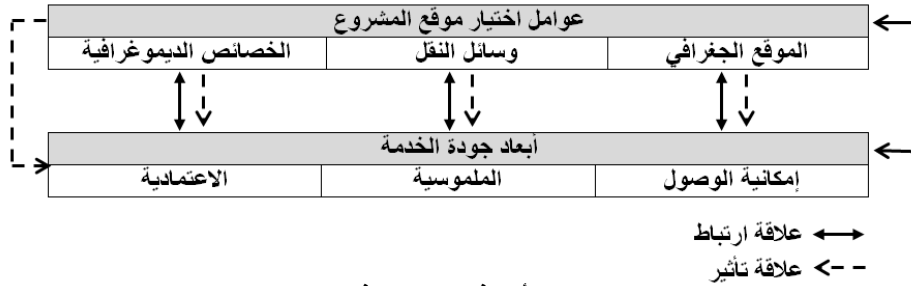 عوامل اختيار موقع المشروع
الموقع الجغرافي
وسائل النقل
الخصائص الديموغرافية
أبعاد جودة الخدمة
إمكانية الوصول
الملموسية
الاعتمادية
علاقة ارتباط
علاقة تأثير